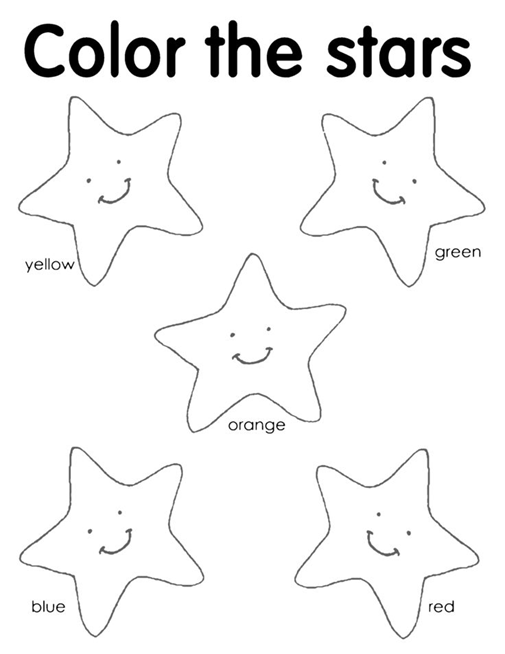 Color the stars
yellow
green
orange
blue
red